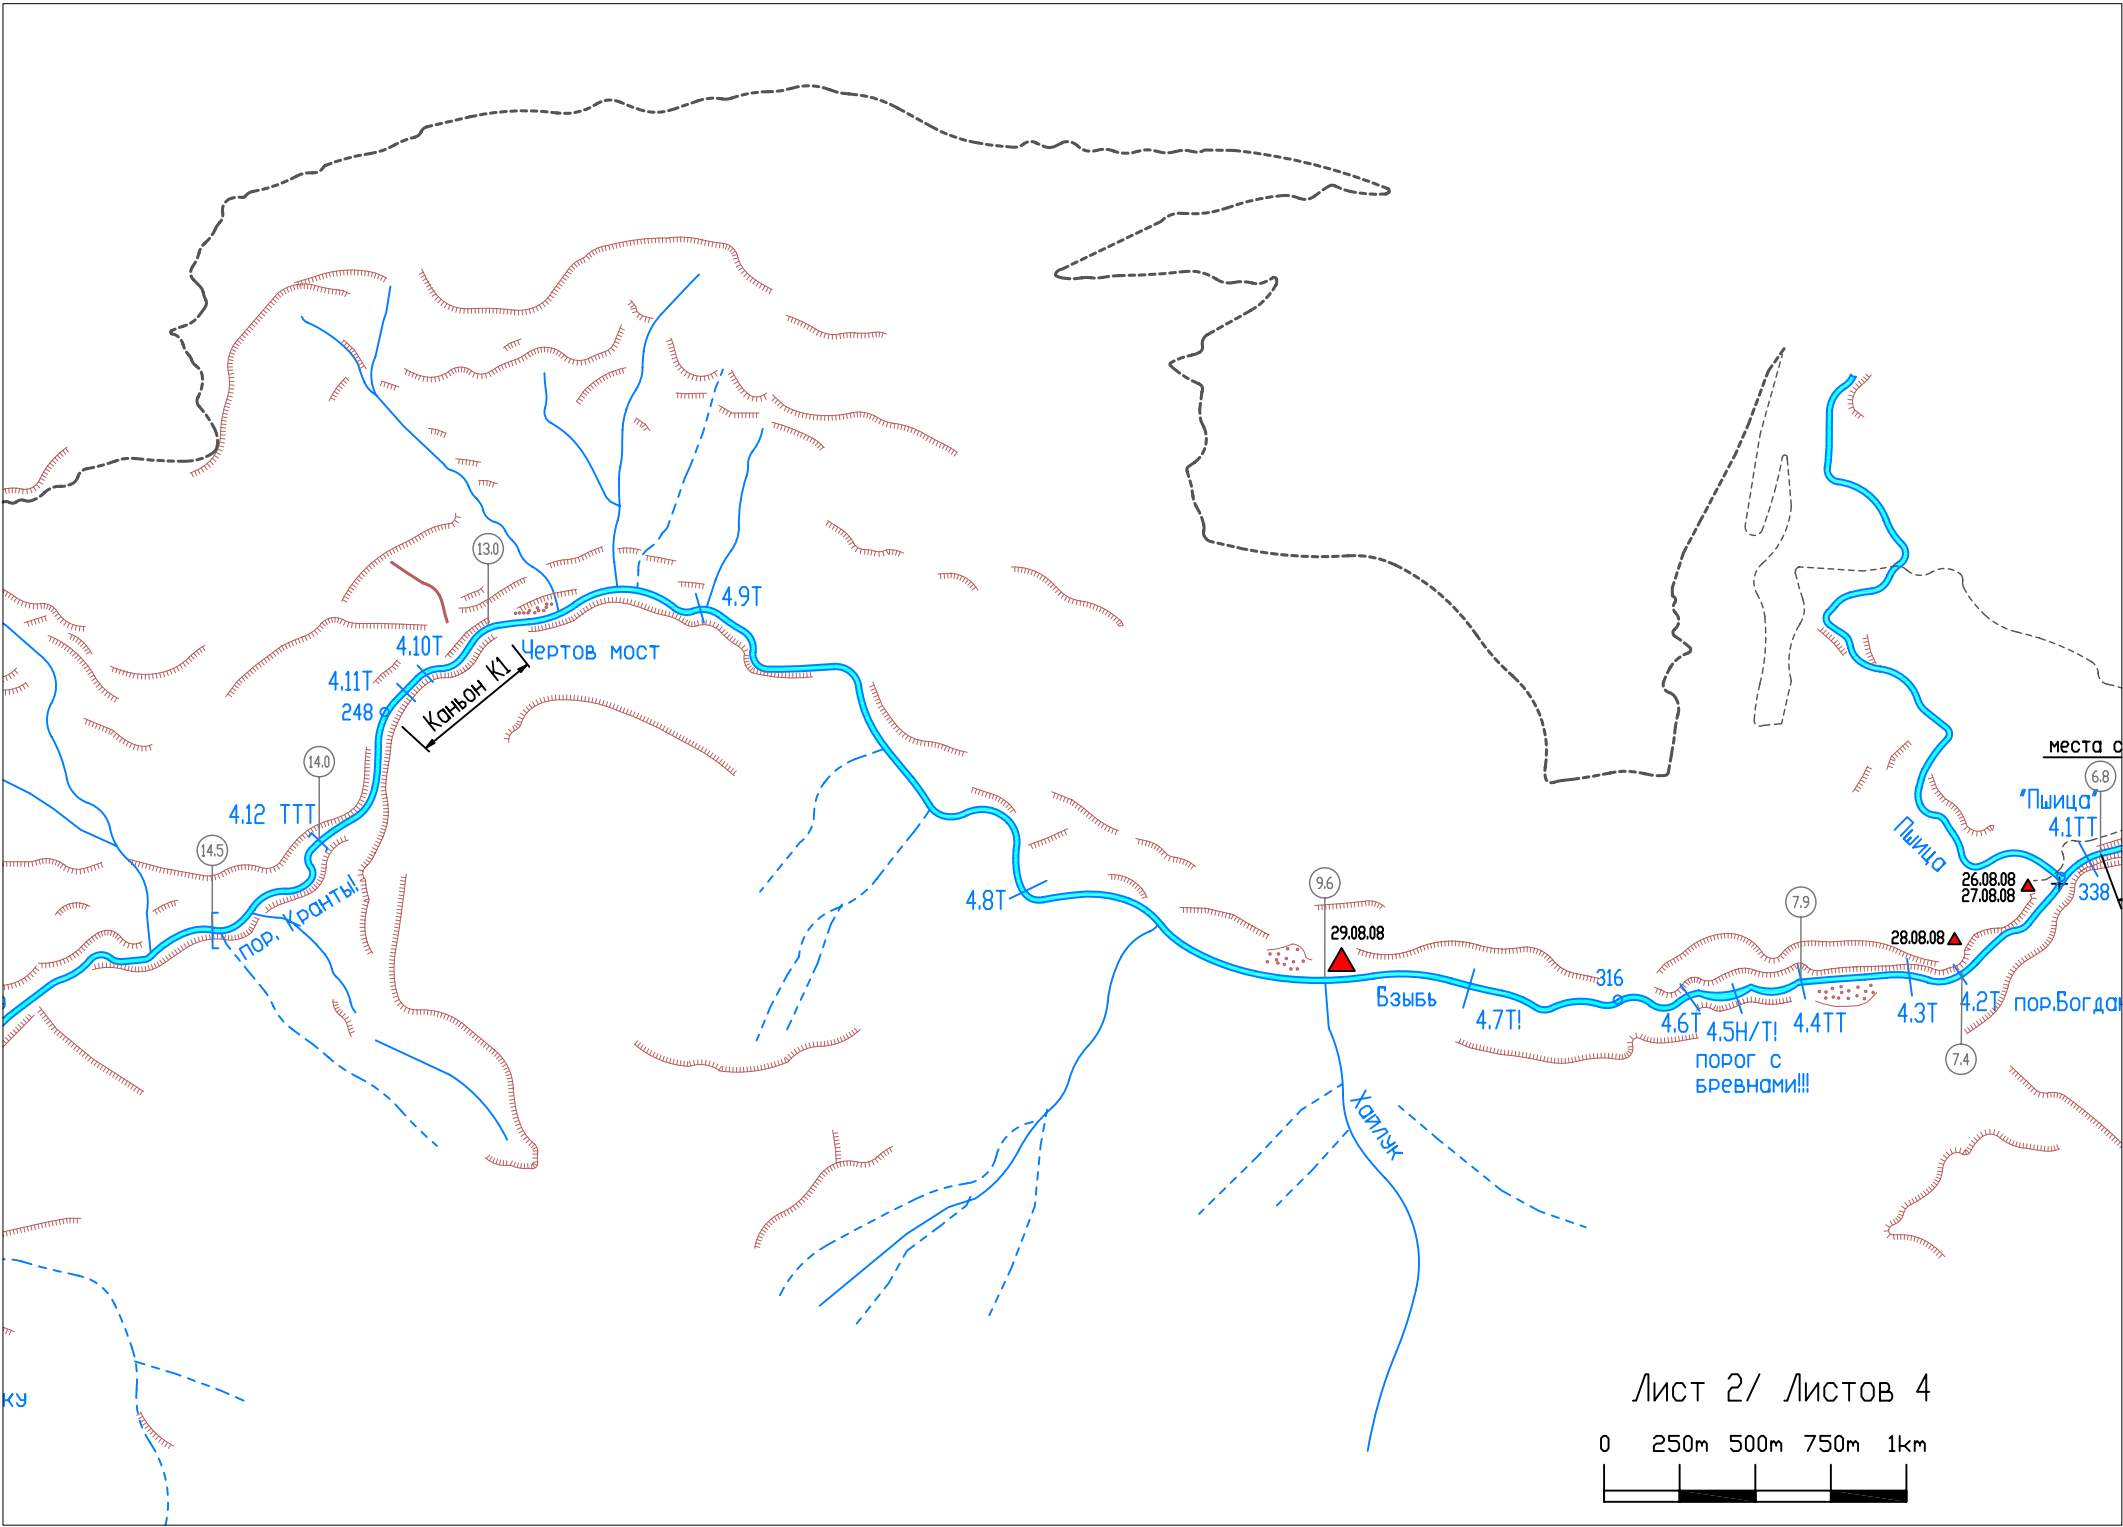 13.0
4.9Т
Чертов мост
4.10Т
4.11Т
248
Каньон К1
14.0
4.12 ТТТ
14.5
пор. Кранты!
места с
6.8
"Пшица"
4.1ТТ
Пшица
26.08.08
27.08.08
338
4.8Т
9.6
29.08.08
7.9
28.08.08
Бзыбь
316
4.7Т!
4.6Т
4.5Н/Т!
порог с
бревнами!!!
4.4ТТ
4.3Т
4.2Т
пор.Богдан
7.4
Хайлук
ку
Лист 2/ Листов 4
0 250m 500m 750m 1km